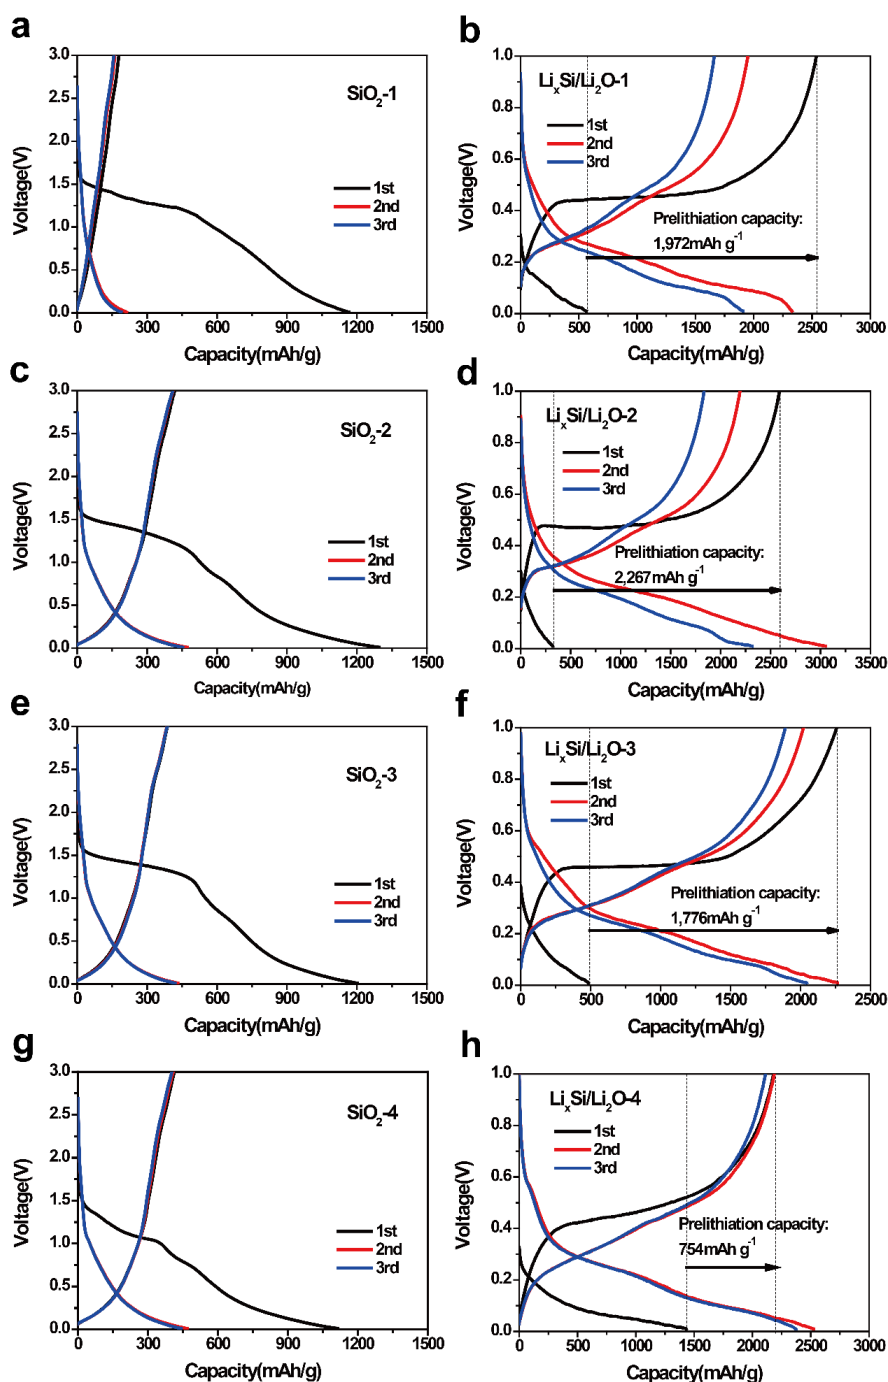 a
3.0
2.5
2.0
1.5
1.0
0.5
0.0
Voltage(V)
SiO2-1
1st
2nd
3rd
0 300 600 900 1200 1500
Capacity(mAh/g)
b
1.0
0.8
0.6
0.4
0.2
0.0
Voltage(V)
LixSi/Li2O-1
1st
2nd
3rd
Prelithiation capacity:
1,972mAh g-1
0 500 1000 1500 2000 2500 3000
Capacity(mAh/g)
c
3.0
2.5
2.0
1.5
1.0
0.5
0.0
Voltage(V)
SiO2-2
1st
2nd
3rd
0 300 600 900 1200 1500
Capacity(mAh/g)
d
1.0
0.8
0.6
0.4
0.2
0.0
Voltage(V)
LixSi/Li2O-2
1st
2nd
3rd
Prelithiation capacity:
2,267mAh g-1
0 500 1000 1500 2000 2500 3000 3500
Capacity(mAh/g)
e
3.0
2.5
2.0
1.5
1.0
0.5
0.0
Voltage(V)
SiO2-3
1st
2nd
3rd
0 300 600 900 1200 1500
Capacity(mAh/g)
f
1.0
0.8
0.6
0.4
0.2
0.0
Voltage(V)
LixSi/Li2O-3
1st
2nd
3rd
Prelithiation capacity:
1,776mAh g-1
0 500 1000 1500 2000 2500
Capacity(mAh/g)
g
3.0
2.5
2.0
1.5
1.0
0.5
0.0
Voltage(V)
SiO2-4
1st
2nd
3rd
0 300 600 900 1200 1500
Capacity(mAh/g)
h
1.0
0.8
0.6
0.4
0.2
0.0
Voltage(V)
LixSi/Li2O-4
1st
2nd
3rd
Prelithiation capacity:
754mAh g-1
0 500 1000 1500 2000 2500 3000
Capacity(mAh/g)